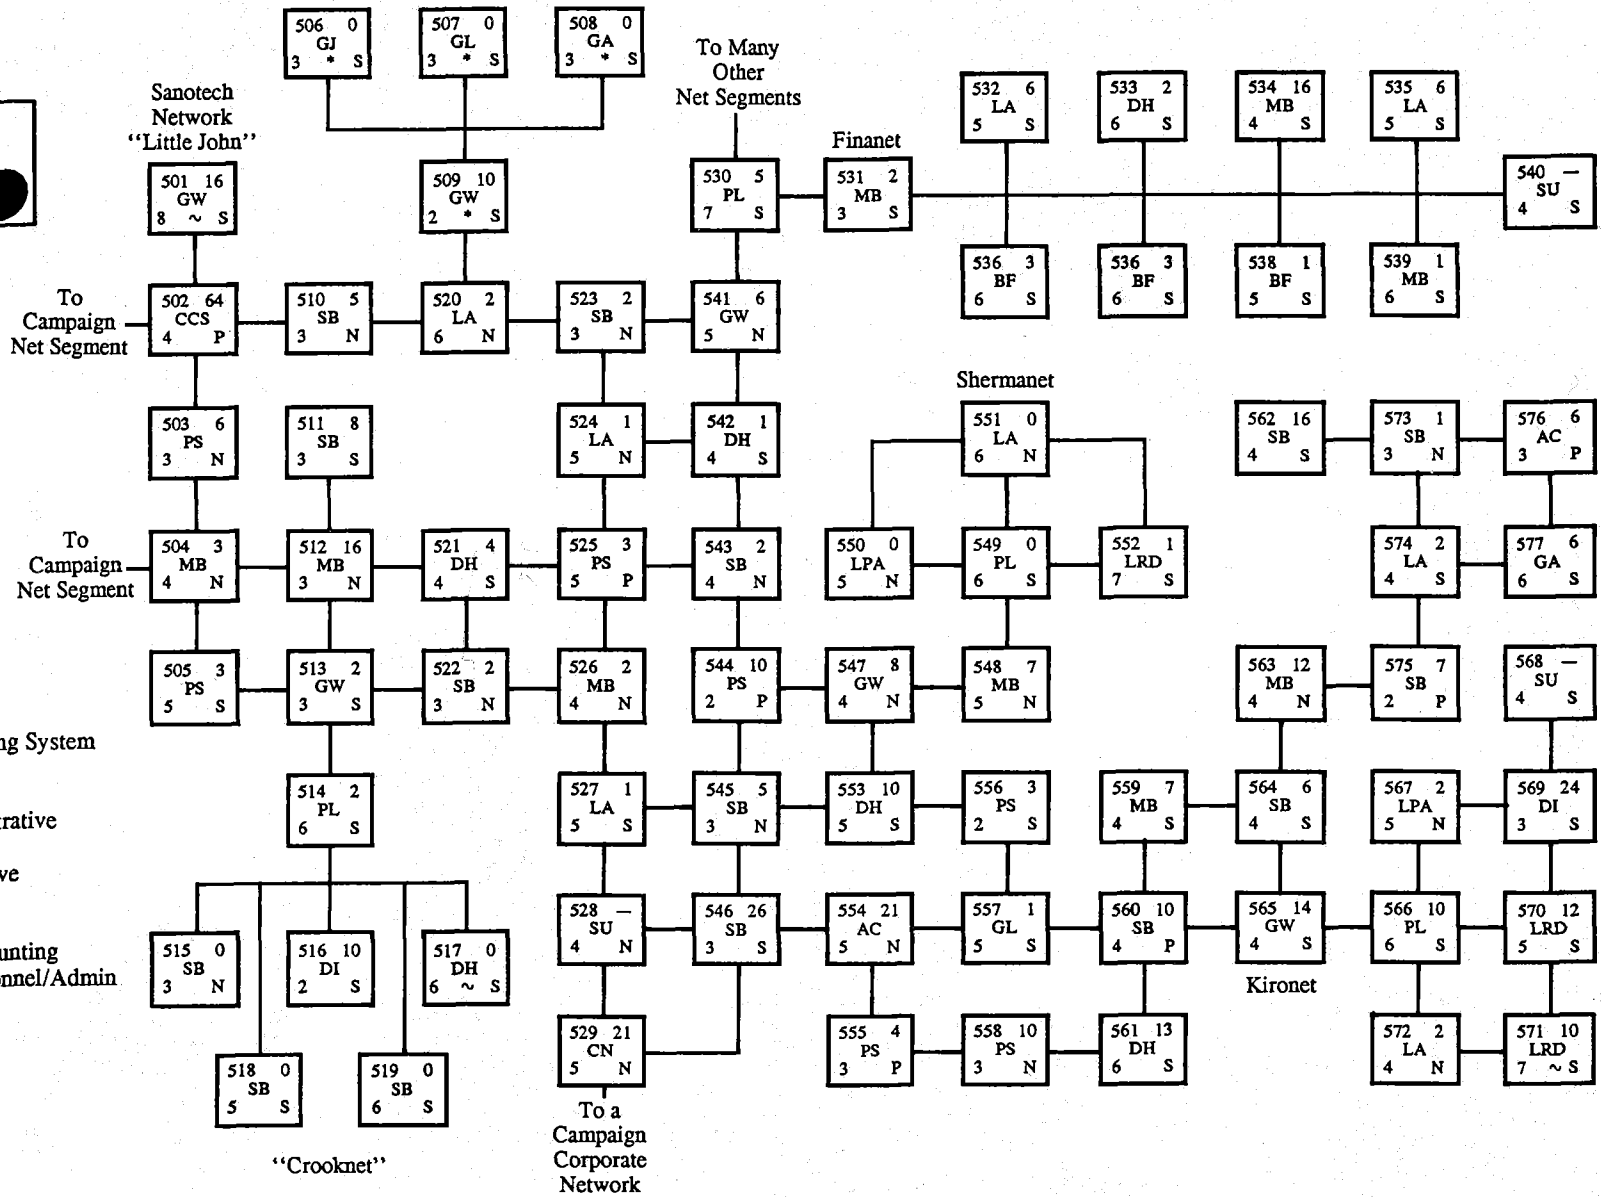 506 0
GJ
3 * S
507 0
GL
3 * S
508 0
GA
3 * S
To Many
Other
Net Segments
Sanotech
Network
“Little John”
501 16
GW
8 ~ S
509 10
GW
2 * S
530 5
PL
7 S
Finanet
531 2
MB
3 S
532 6
LA
5 S
533 2
DH
6 S
534 16
MB
4 S
535 6
LA
5 S
540 —
SU
4 S
536 3
BF
6 S
536 3
BF
6 S
538 1
BF
5 S
539 1
MB
6 S
To
Campaign
Net Segment
502 64
CCS
4 P
510 5
SB
3 N
520 2
LA
6 N
523 2
SB
3 N
541 6
GW
5 N
503 6
PS
3 N
511 8
SB
3 S
524 1
LA
5 N
542 1
DH
4 S
Shermanet
551 0
LA
6 N
562 16
SB
4 S
573 1
SB
3 N
576 6
AC
3 P
To
Campaign
Net Segment
504 3
MB
4 N
512 16
MB
3 N
521 4
DH
4 S
525 3
PS
5 P
543 2
SB
4 N
550 0
LPA
5 N
549 0
PL
6 S
552 1
LRD
7 S
574 2
LA
4 S
577 6
GA
6 S
505 3
PS
5 S
513 2
GW
3 S
522 2
SB
3 N
526 2
MB
4 N
544 10
PS
2 P
547 8
GW
4 N
548 7
MB
5 N
563 12
MB
4 N
575 7
SB
2 P
568 —
SU
4 S
ng System
trative
ve
unting
onnel/Admin
514 2
PL
6 S
527 1
LA
5 S
545 5
SB
3 N
553 10
DH
5 S
556 3
PS
2 S
559 7
MB
4 S
564 6
SB
4 S
567 2
LPA
5 N
569 24
DI
3 S
515 0
SB
3 N
516 10
DI
2 S
517 0
DH
6 ~ S
528 —
SU
4 N
546 26
SB
3 S
554 21
AC
5 N
557 1
GL
5 S
560 10
SB
4 P
565 14
GW
4 S
Kironet
566 10
PL
6 S
570 12
LRD
5 S
518 0
SB
5 S
519 0
SB
6 S
“Crooknet”
529 21
CN
5 N
To a
Campaign
Corporate
Network
555 4
PS
3 P
558 10
PS
3 N
561 13
DH
6 S
572 2
LA
4 N
571 10
LRD
7 ~ S